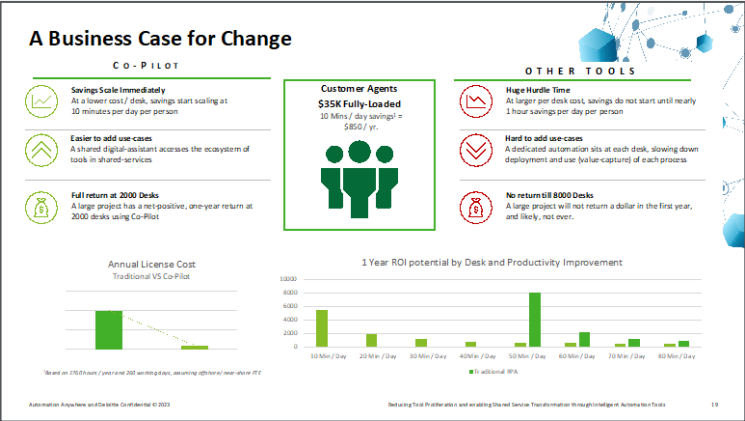 A Business Case for Change
CO-PILOT
Savings Scale Immediately
At a lower cost / desk, savings start scaling at
10 minutes per day per person
Easier to add use-cases
A shared digital-assistant accesses the ecosystem of
tools in shared-services
Full return at 2000 Desks
A large project has a net-positive, one-year return at
2000 desks using Co-Pilot
Customer Agents
$35K Fully-Loaded
10 Mins / day savings¹ =
$850 / yr.
OTHER TOOLS
Huge Hurdle Time
At larger per desk cost, savings do not start until nearly
1 hour savings per day per person
Hard to add use-cases
A dedicated automation sits at each desk, slowing down
deployment and use (value-capture) of each process
No return till 8000 Desks
A large project will not return a dollar in the first year,
and likely, not ever.
Annual License Cost
Traditional VS Co-Pilot
1 Year ROI potential by Desk and Productivity Improvement
10000
8000
6000
4000
2000
0
10 Min / Day
20 Min / Day
30 Min / Day
40Min / Day
50 Min / Day
60 Min / Day
70 Min / Day
80 Min / Day
Traditional RPA
¹Based on 1760 hours / year and 260 working days, assuming offshore/ near-shore FTE
Automation Anywhere and Deloitte Confidential © 2023
Reducing Tool Proliferation and enabling Shared Service Transformation through Intelligent Automation Tools
19